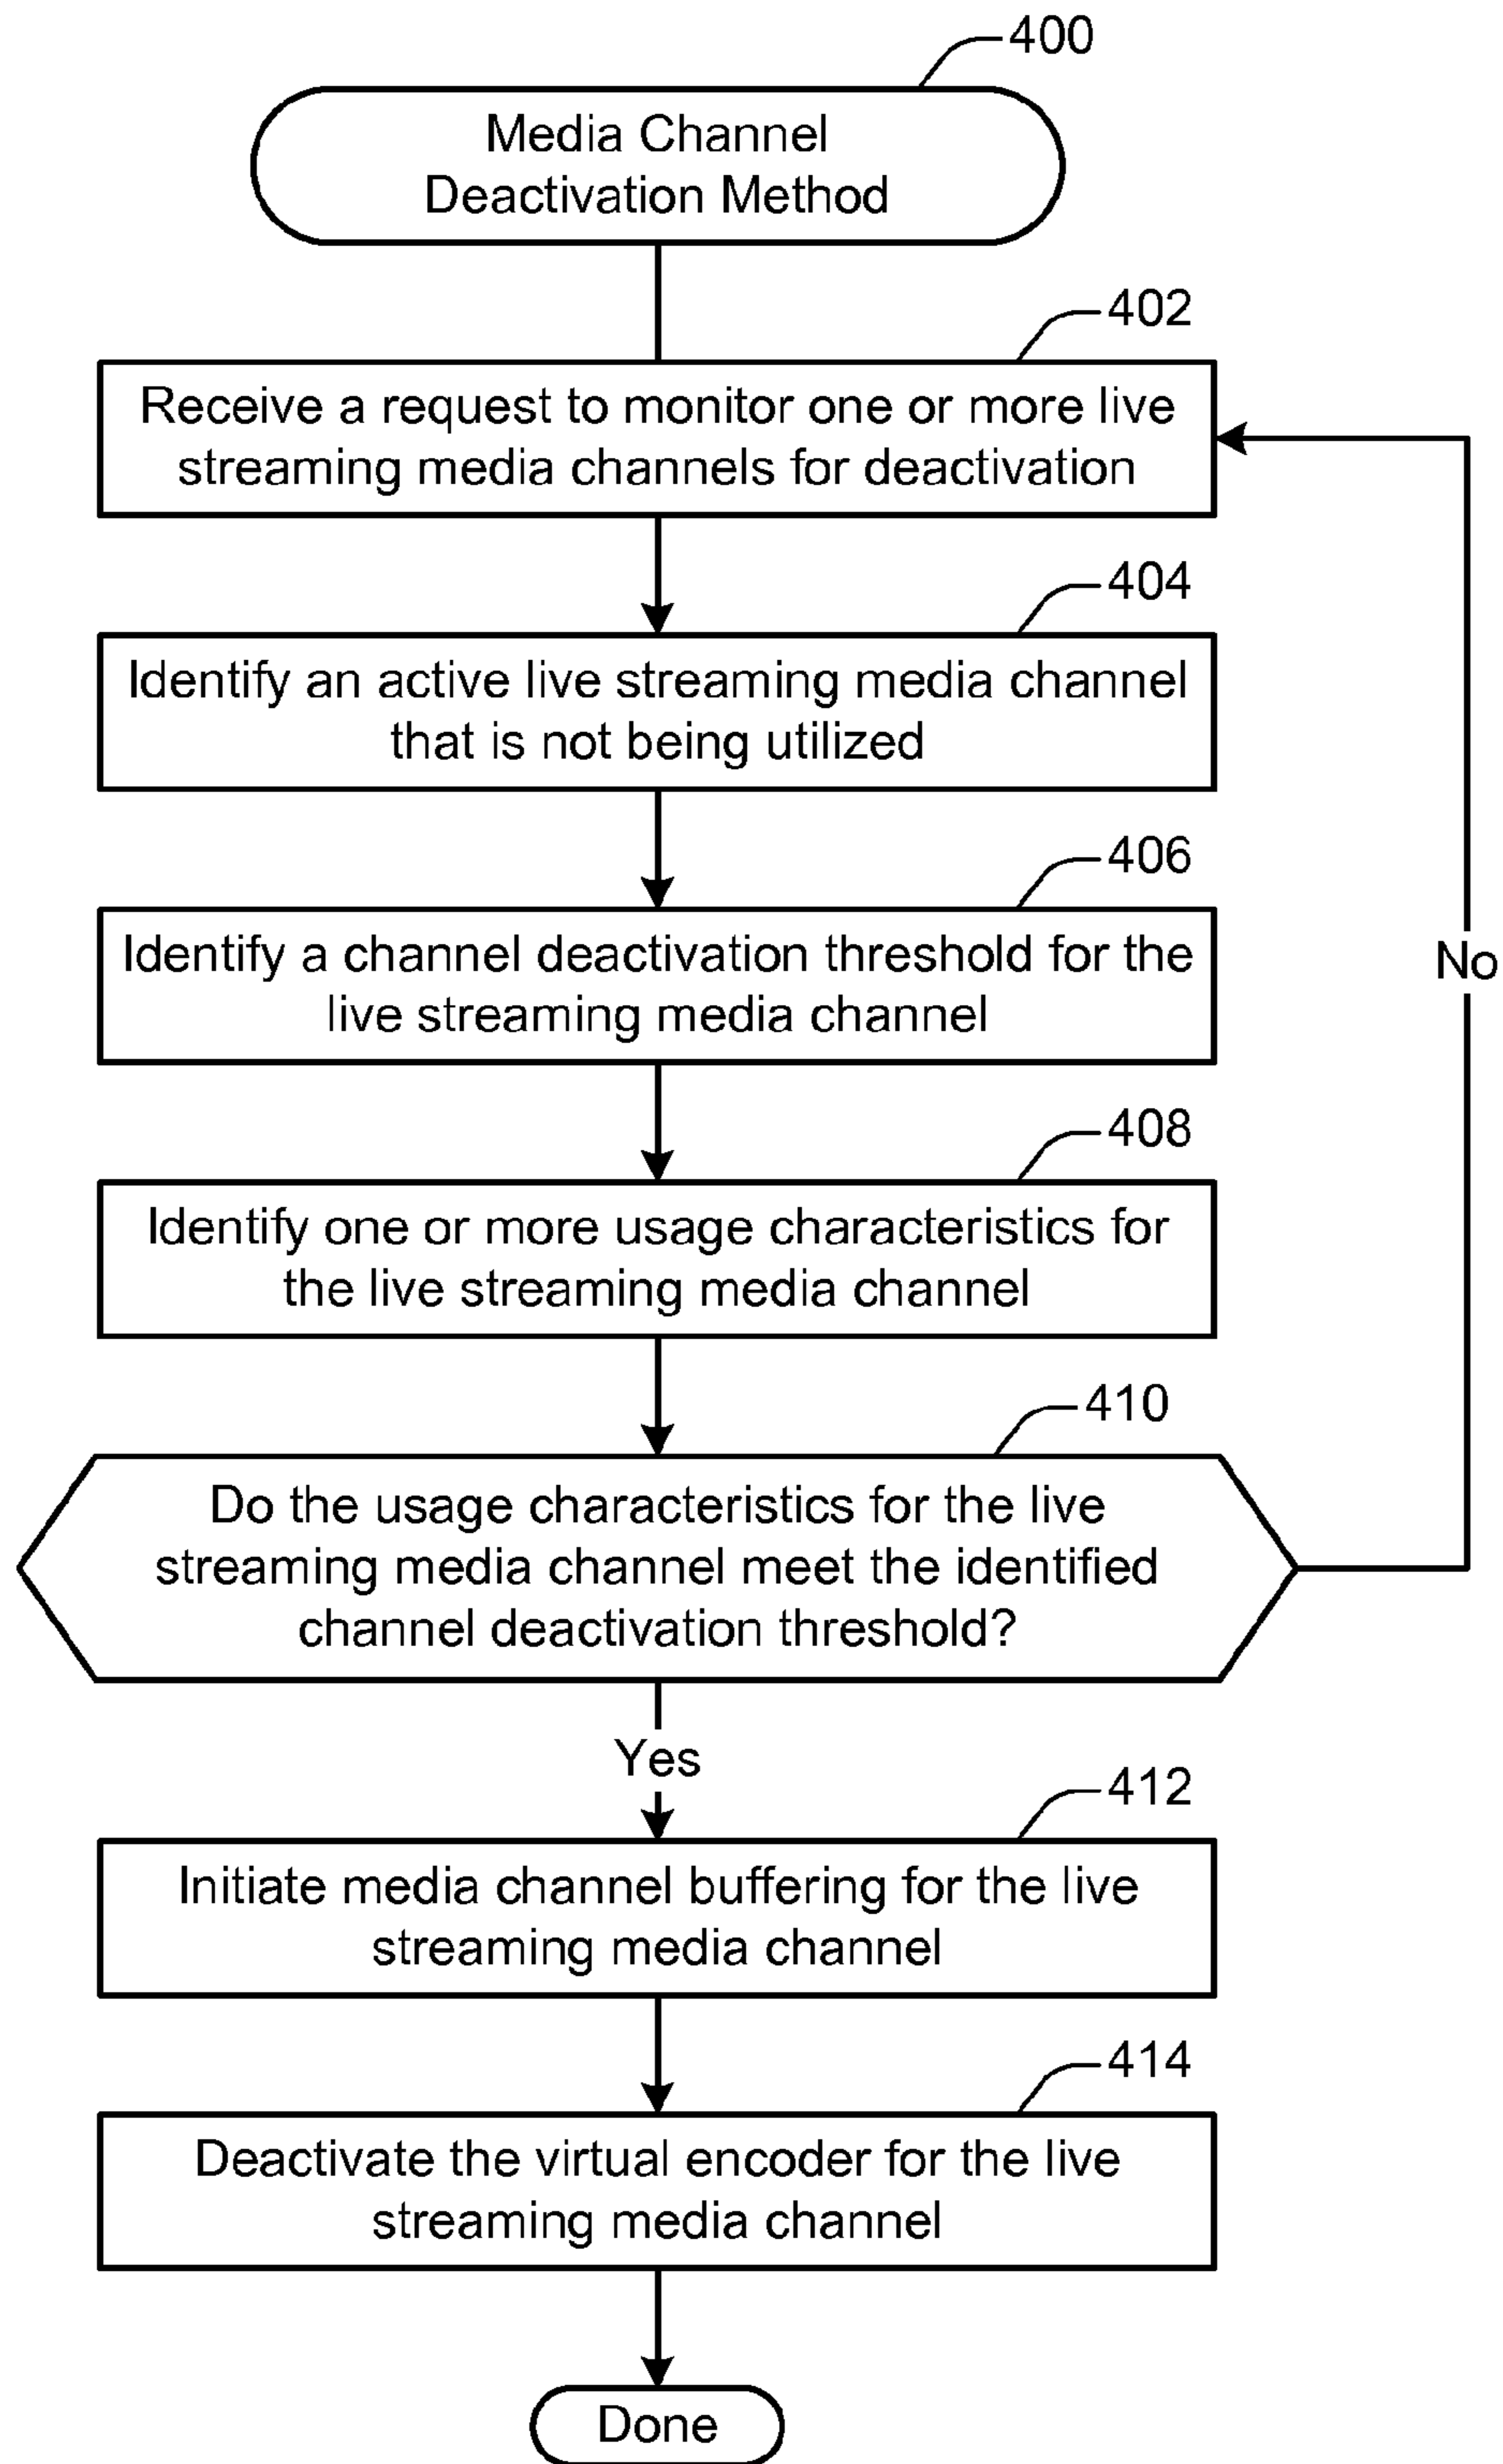 400
Media Channel
Deactivation Method
402
Receive a request to monitor one or more live
streaming media channels for deactivation
404
Identify an active live streaming media channel
that is not being utilized
406
Identify a channel deactivation threshold for the
live streaming media channel
No
408
Identify one or more usage characteristics for
the live streaming media channel
410
Do the usage characteristics for the live
streaming media channel meet the identified
channel deactivation threshold?
Yes
412
Initiate media channel buffering for the live
streaming media channel
414
Deactivate the virtual encoder for the live
streaming media channel
Done